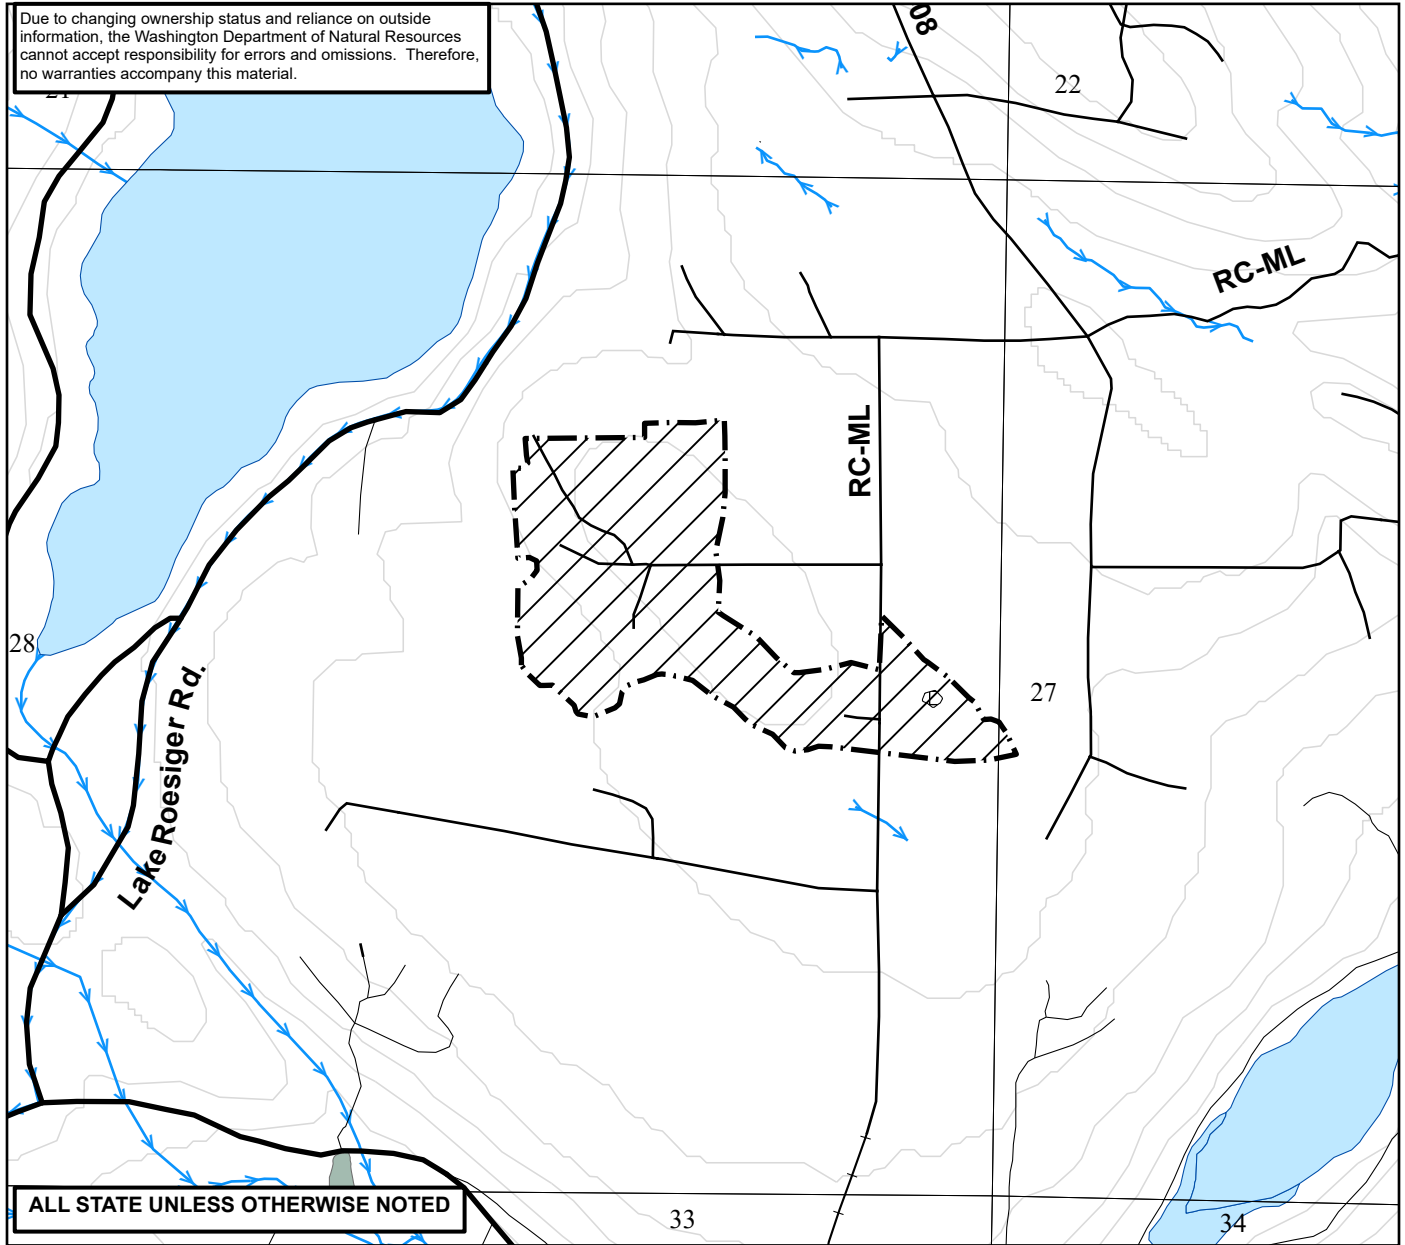 Due to changing ownership status and reliance on outside
information, the Washington Department of Natural Resources
cannot accept responsibility for errors and omissions. Therefore,
no warranties accompany this material.
08
22
RC-ML
RC-ML
28
27
Lake Roesiger Rd.
ALL STATE UNLESS OTHERWISE NOTED
33
34